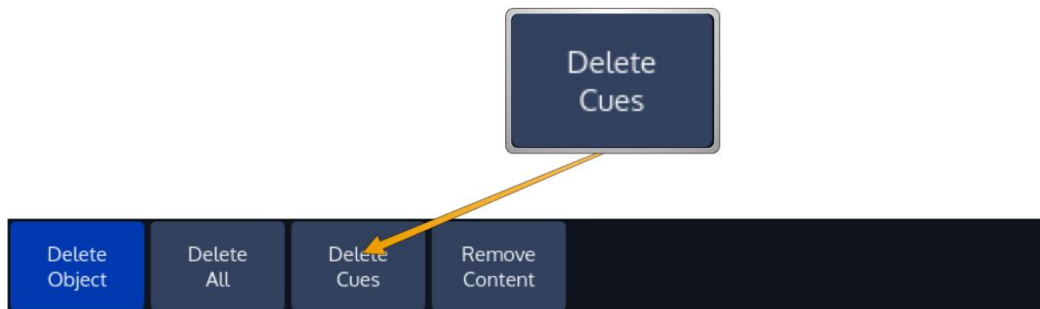 Delete
Cues
Delete
Object
Delete
All
Delete
Cues
Remove
Content